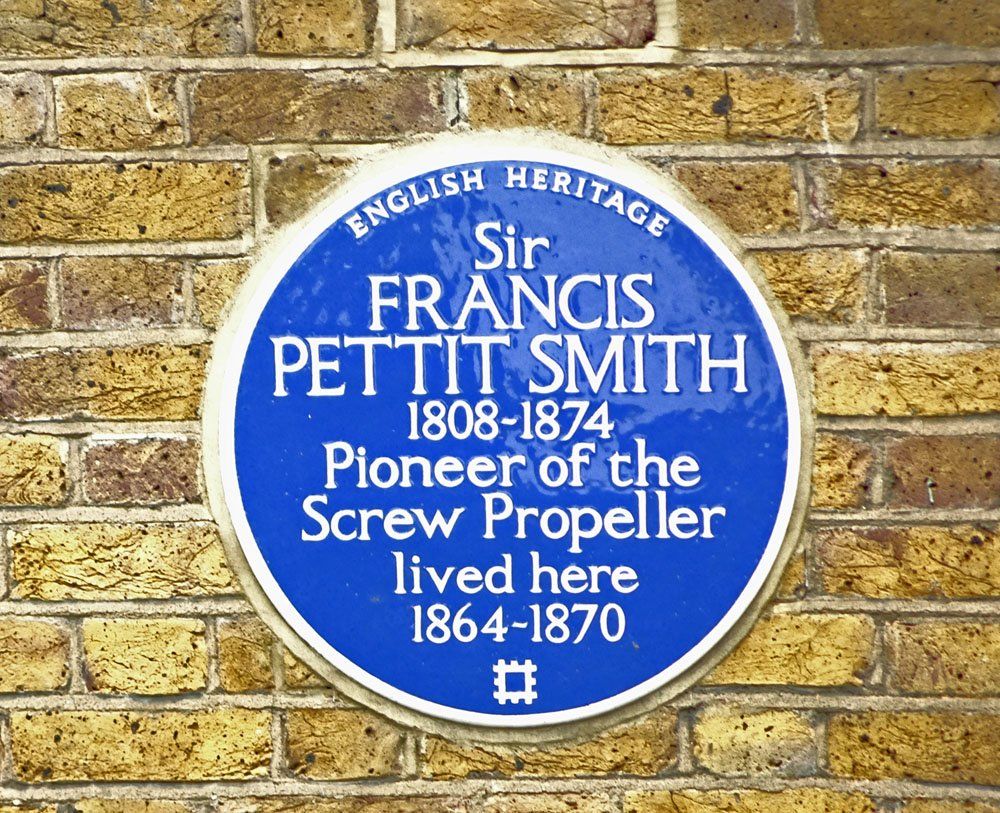 ENGLISH HERITAGE
Sir
FRANCIS
PETTIT SMITH
1808-1874
Pioneer of the
Screw Propeller
lived here
1864-1870